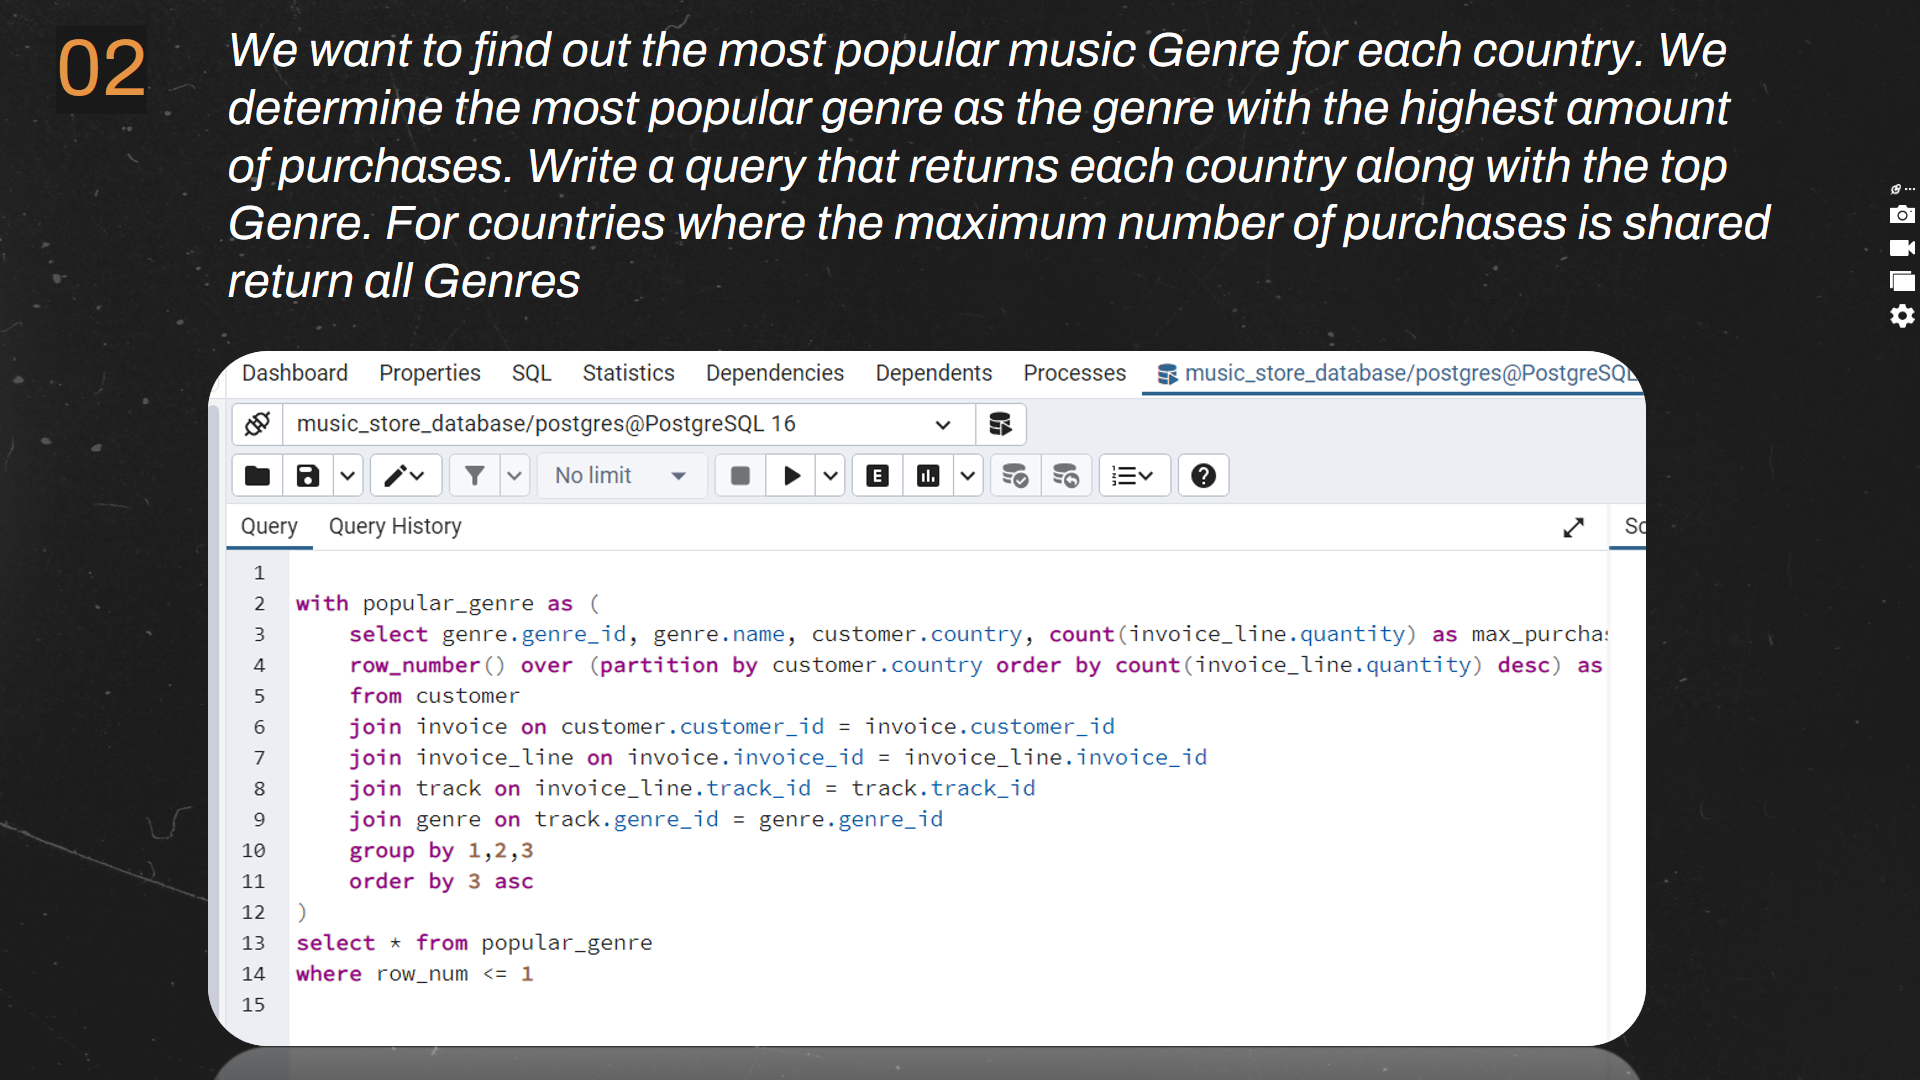 02
We want to find out the most popular music Genre for each country. We
determine the most popular genre as the genre with the highest amount
of purchases. Write a query that returns each country along with the top
Genre. For countries where the maximum number of purchases is shared
return all Genres
Dashboard Properties SQL Statistics Dependencies Dependents Processes music_store_database/postgres@PostgreSQL
music_store_database/postgres@PostgreSQL 16
No limit E
Query Query History
1
2 with popular_genre as (
3 select genre.genre_id, genre.name, customer.country, count(invoice_line.quantity) as
4 row_number() over (partition by customer.country order by count(invoice_line.quantity) desc) as
5 from customer
6 join invoice on customer.customer_id = invoice.customer_id
7 join invoice_line on invoice.invoice_id = invoice_line.invoice_id
8 join track on invoice_line.track_id = track.track_id
9 join genre on track.genre_id = genre.genre_id
10 group by 1,2,3
11 order by 3 asc
12 )
13 select * from popular_genre
14 where row_num <= 1
15